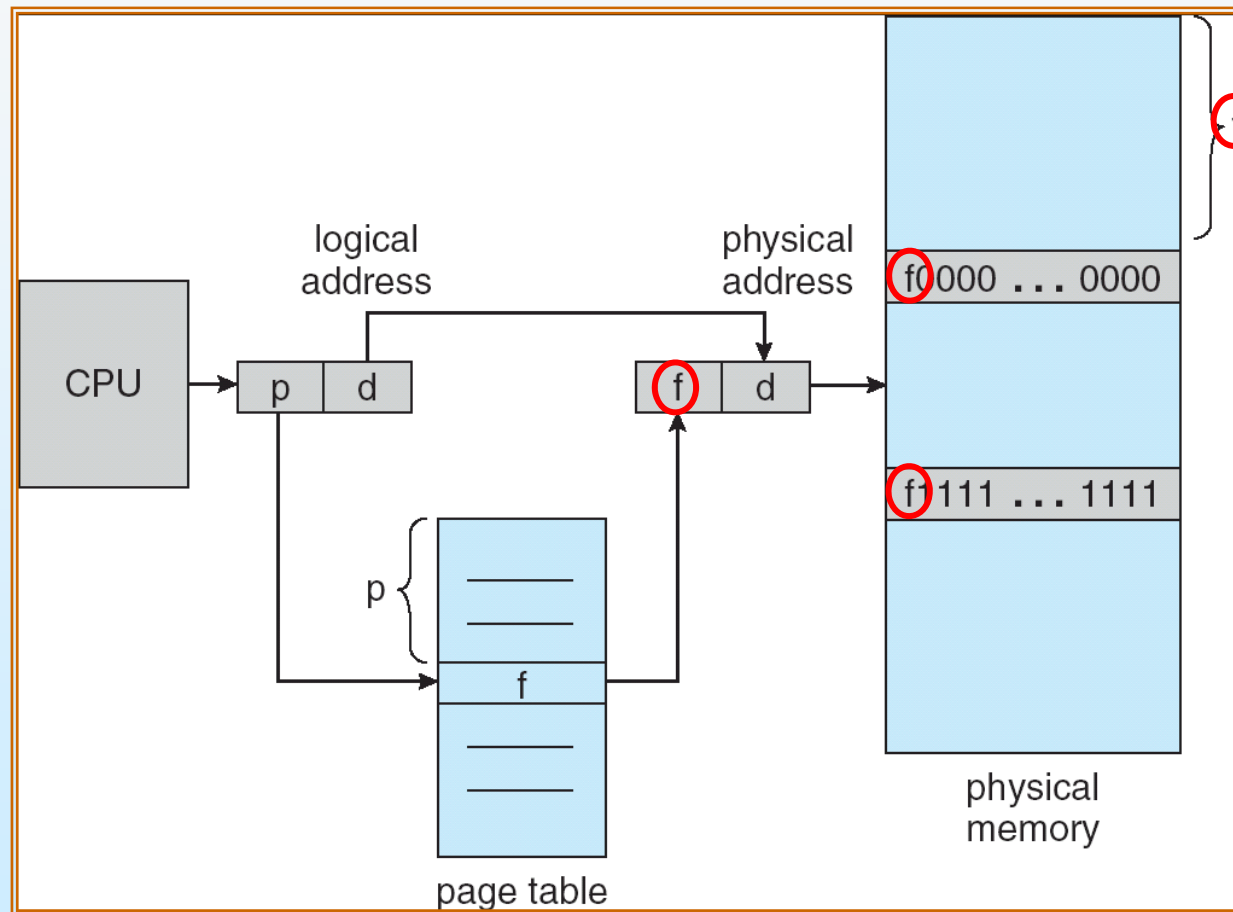 logical
address
physical
address
f0000 ... 0000
CPU
p d
f d
f1111 ... 1111
p
f
physical
memory
page table